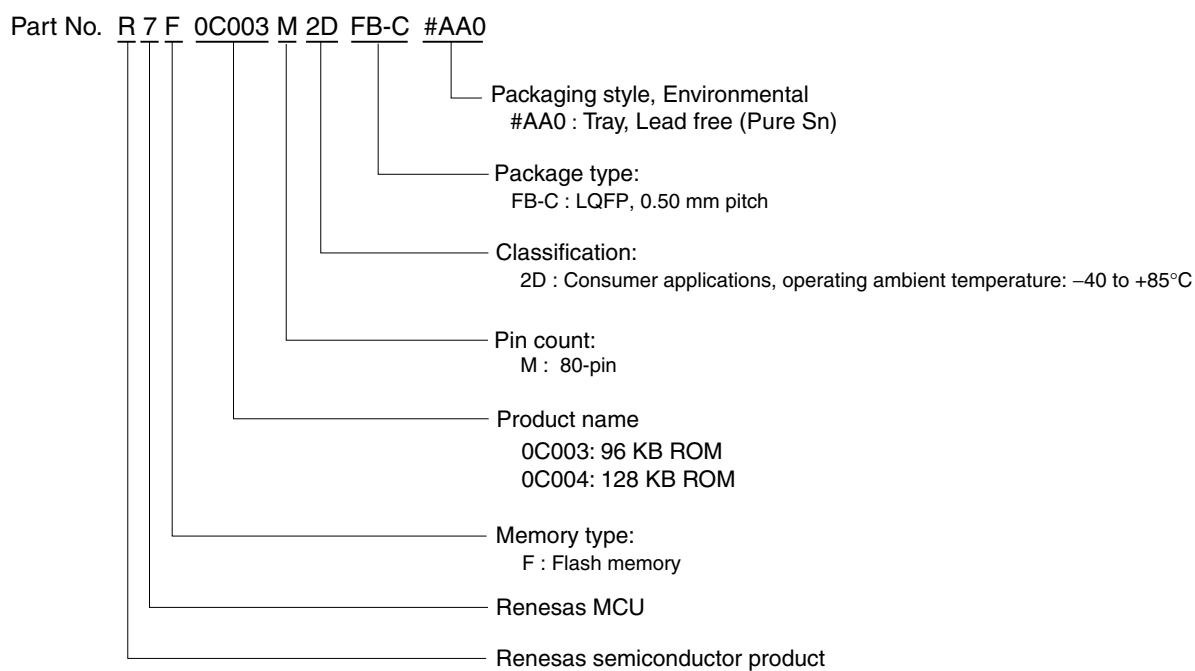 Part No. R 7 F 0C003 M 2D FB-C #AA0
Packaging style, Environmental
#AA0 : Tray, Lead free (Pure Sn)
Package type:
FB-C : LQFP, 0.50 mm pitch
Classification:
2D : Consumer applications, operating ambient temperature: −40 to +85°C
Pin count:
M : 80-pin
Product name
0C003: 96 KB ROM
0C004: 128 KB ROM
Memory type:
F : Flash memory
Renesas MCU
Renesas semiconductor product